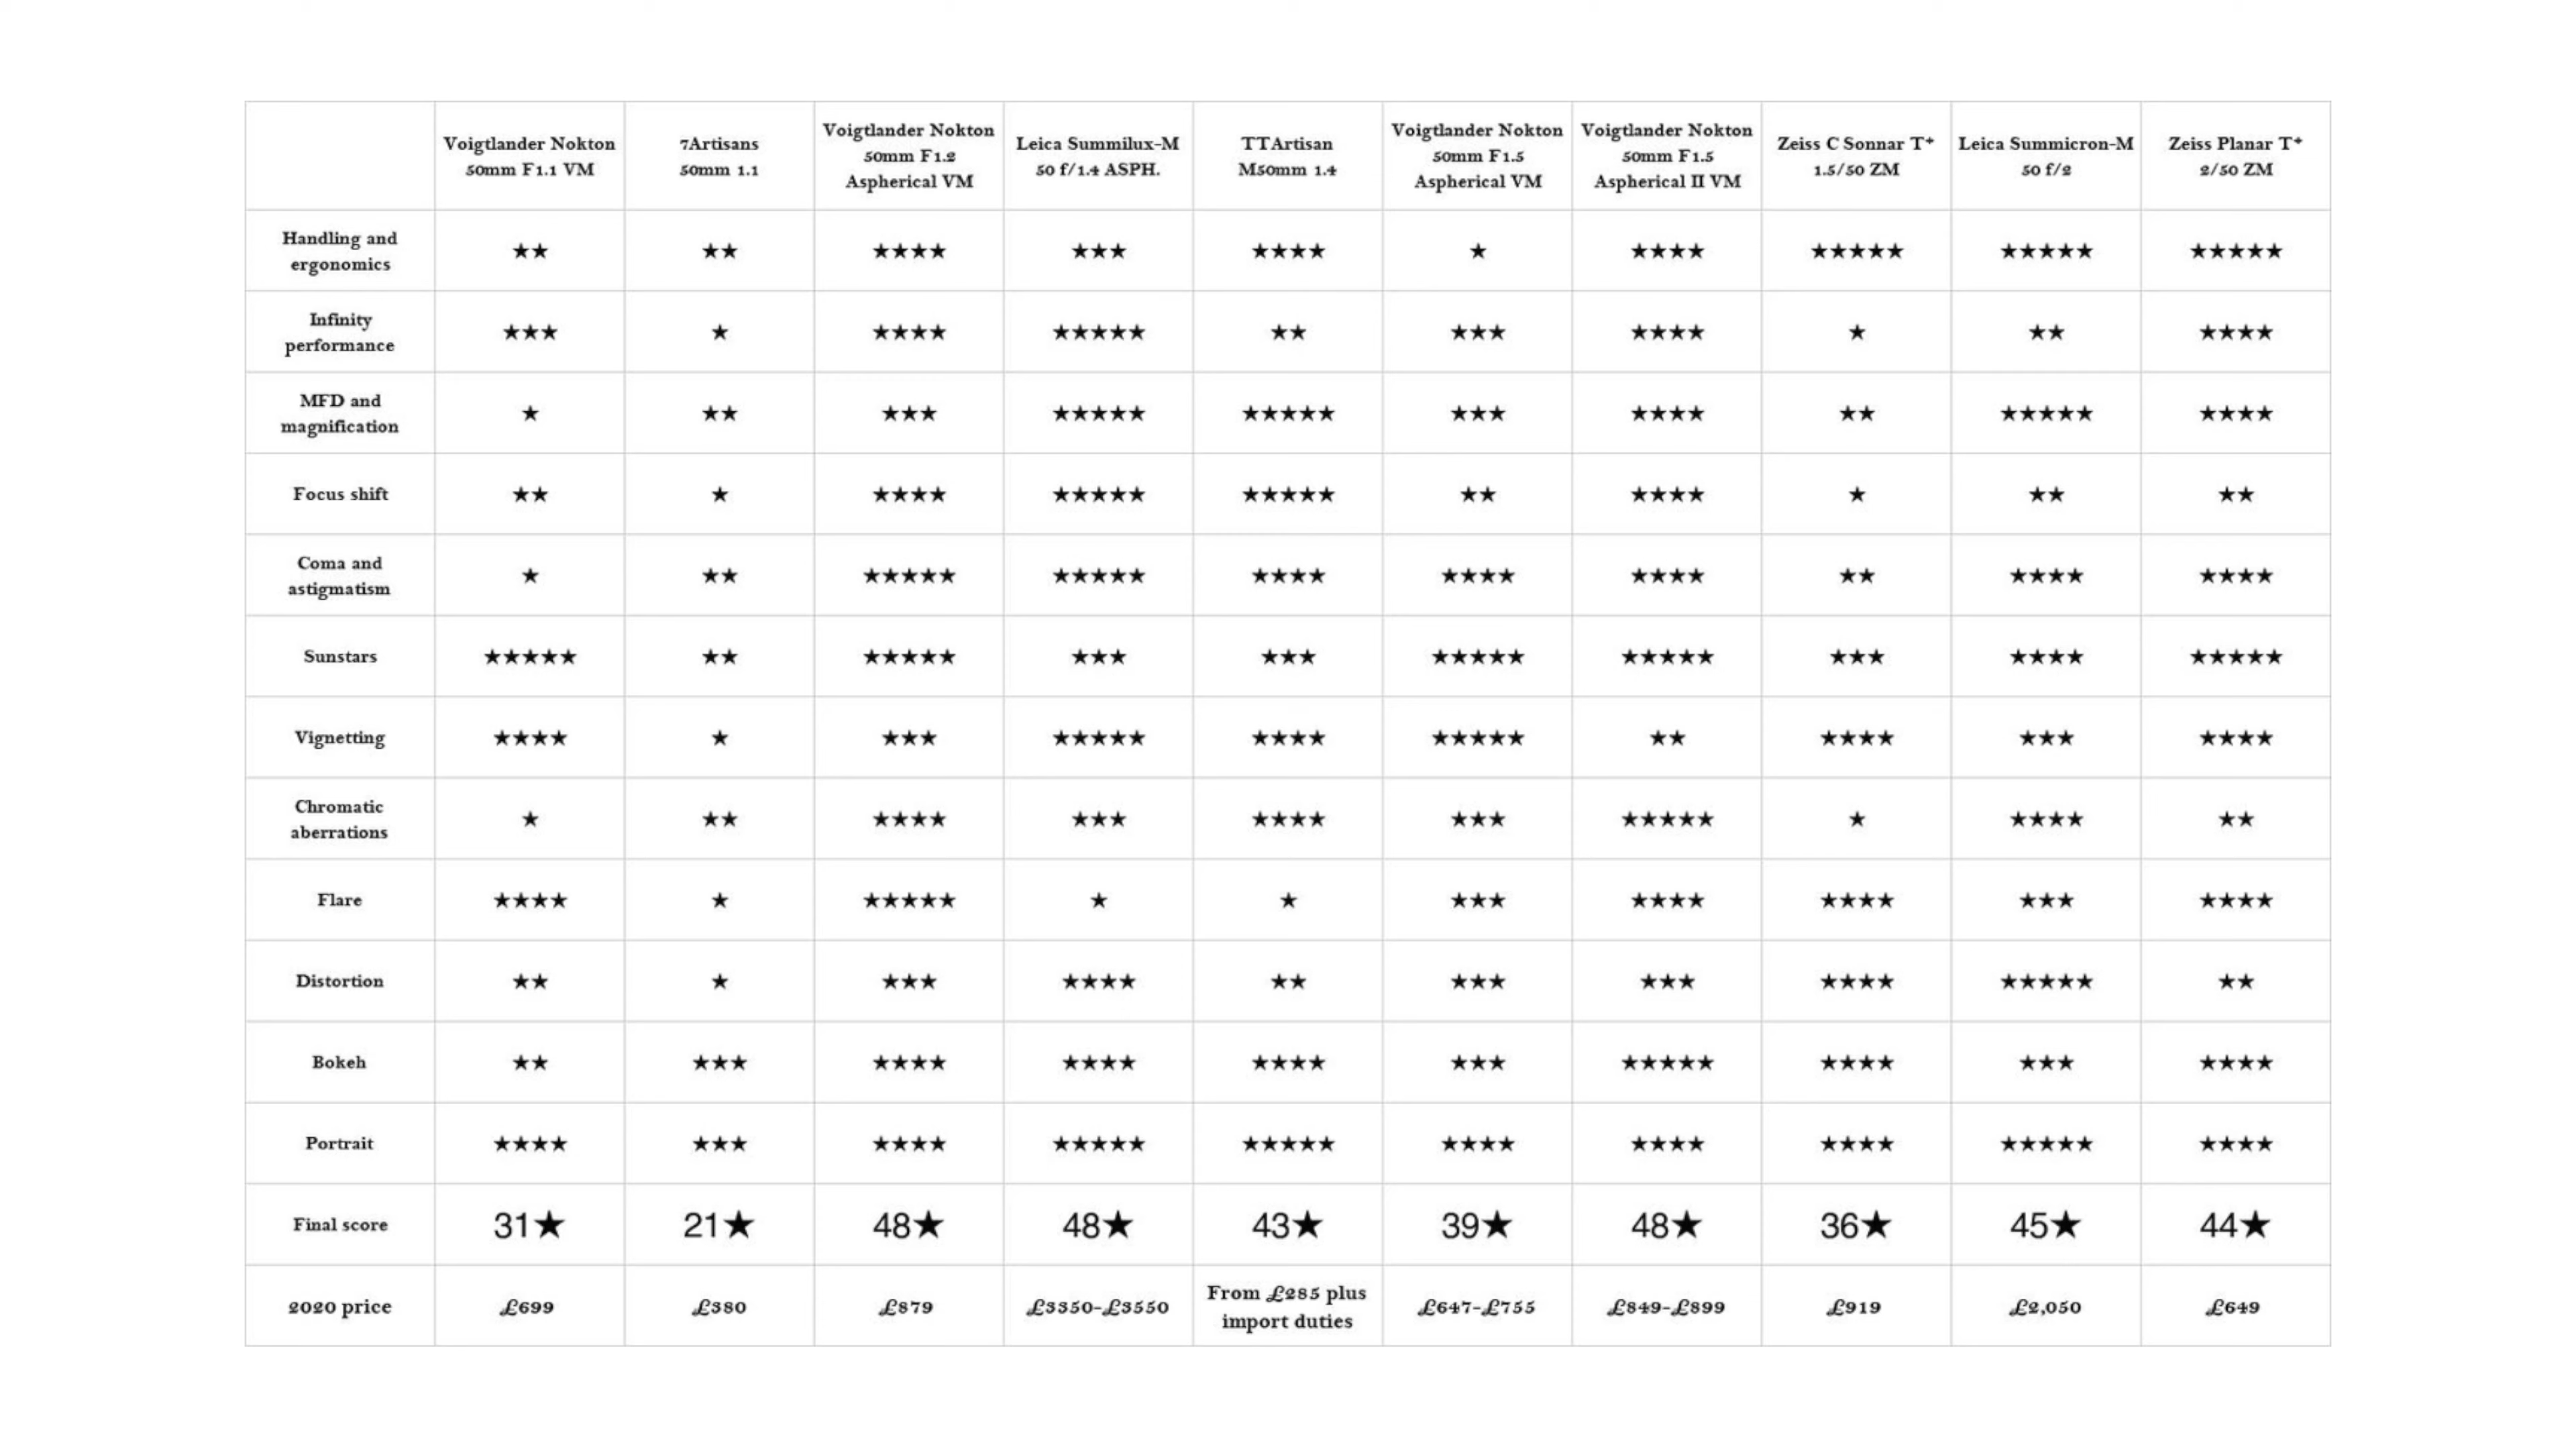 Voigtlander Nokton 50mm F1.1 VM
7Artisans 50mm 1.1
Voigtlander Nokton 50mm F1.2 Aspherical VM
Leica Summilux-M 50 f/1.4 ASPH.
TTArtisan M50mm 1.4
Voigtlander Nokton 50mm F1.5 Aspherical VM
Voigtlander Nokton 50mm F1.5 Aspherical II VM
Zeiss C Sonnar T* 1.5/50 ZM
Leica Summicron-M 50 f/2
Zeiss Planar T* 2/50 ZM
Handling and ergonomics ★★ ★★ ★★★★ ★★★ ★★★★ ★ ★★★★ ★★★★★ ★★★★★ ★★★★★
Infinity performance ★★★ ★ ★★★★ ★★★★★ ★★ ★★★ ★★★★ ★ ★★ ★★★★
MFD and magnification ★ ★★ ★★★ ★★★★★ ★★★★★ ★★★ ★★★★ ★★ ★★★★★ ★★★★
Focus shift ★★ ★ ★★★★ ★★★★★ ★★★★★ ★★ ★★★★ ★ ★★ ★★
Coma and astigmatism ★ ★★ ★★★★★ ★★★★★ ★★★★ ★★★★ ★★★★ ★★ ★★★★ ★★★★
Sunstars ★★★★★ ★★ ★★★★★ ★★★ ★★★ ★★★★★ ★★★★★ ★★★ ★★★★ ★★★★★
Vignetting ★★★★ ★ ★★★ ★★★★★ ★★★★ ★★★★★ ★★ ★★★★ ★★★ ★★★★
Chromatic aberrations ★ ★★ ★★★★ ★★★ ★★★★ ★★★ ★★★★★ ★ ★★★★ ★★
Flare ★★★★ ★ ★★★★★ ★ ★ ★★★ ★★★★ ★★★★ ★★★ ★★★★
Distortion ★★ ★ ★★★ ★★★★ ★★ ★★★ ★★★ ★★★★ ★★★★★ ★★
Bokeh ★★ ★★★ ★★★★ ★★★★ ★★★★ ★★★ ★★★★★ ★★★★ ★★★ ★★★★
Portrait ★★★★ ★★★ ★★★★ ★★★★★ ★★★★★ ★★★★ ★★★★ ★★★★ ★★★★★ ★★★★
Final score 31★ 21★ 48★ 48★ 43★ 39★ 48★ 36★ 45★ 44★
2020 price £699 £380 £879 £3350-£3550 From £285 plus import duties £647-£755 £849-£899 £919 £2,050 £649